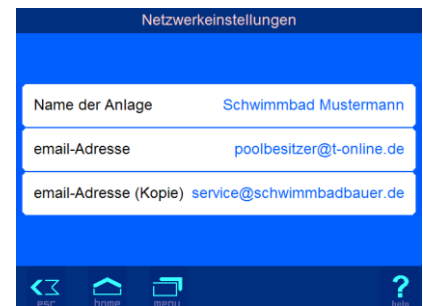 Netzwerkeinstellungen
Name der Anlage Schwimmbad Mustermann
email-Adresse poolbesitzer@t-online.de
email-Adresse (Kopie) service@schwimmbadbauer.de
esc home menu help